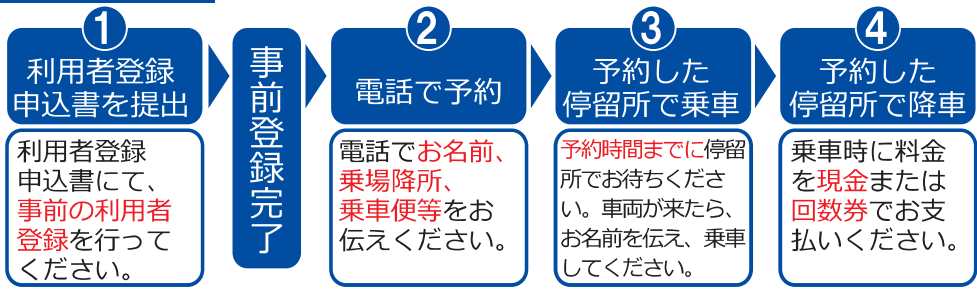 ①
利用者登録
申込書を提出
利用者登録
申込書にて、
事前の利用者
登録を行って
ください。
事前登録完了
②
電話で予約
電話でお名前、
乗場降所、
乗車便等をお
伝えください。
③
予約した
停留所で乗車
予約時間までに停留
所でお待ちくださ
い。車両が来たら、
お名前を伝え、乗車
してください。
④
予約した
停留所で降車
乗車時に料金
を現金または
回数券でお支
払いください。